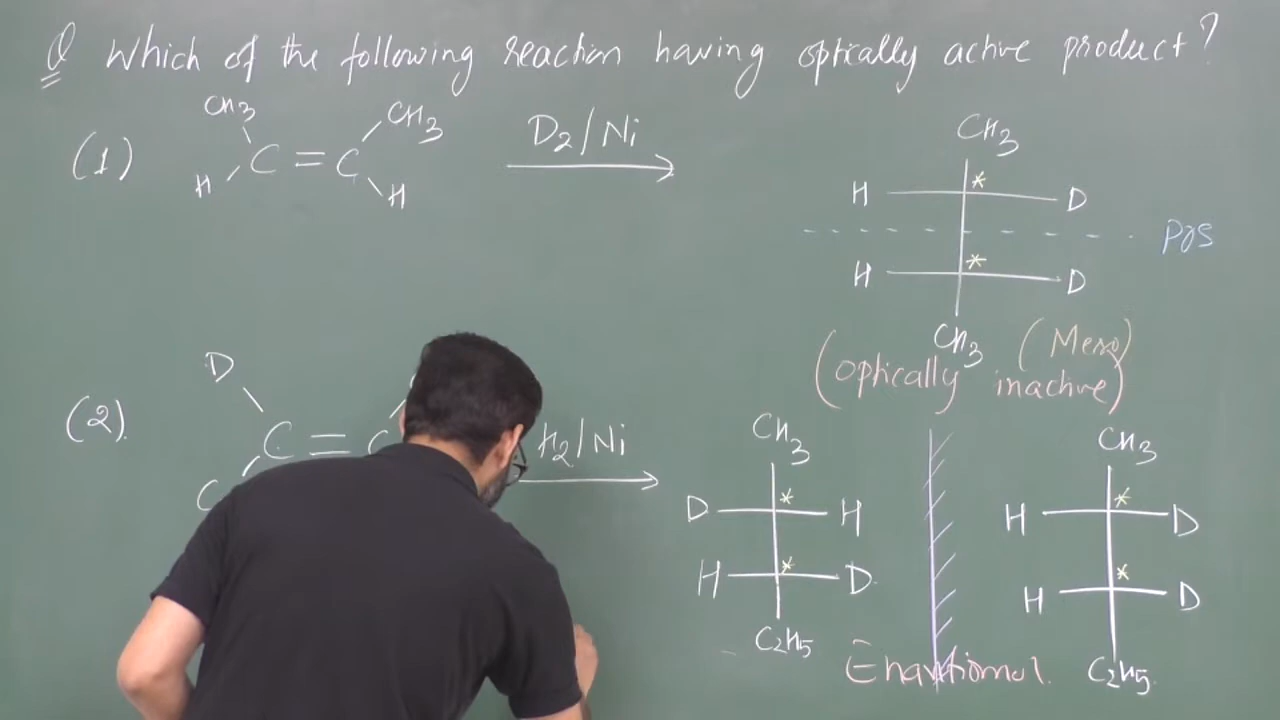 Q Which of the following reaction having optically active product?
(1)
CH3 CH3
C = C
H H
D2/Ni
CH3
H * D
POS
H * D
CH3 (Meso)
(optically inactive)
(2).
D
C = C
C
H2/Ni
CH3
D * H
H * D
C2H5
CH3
H * D
H * D
C2H5